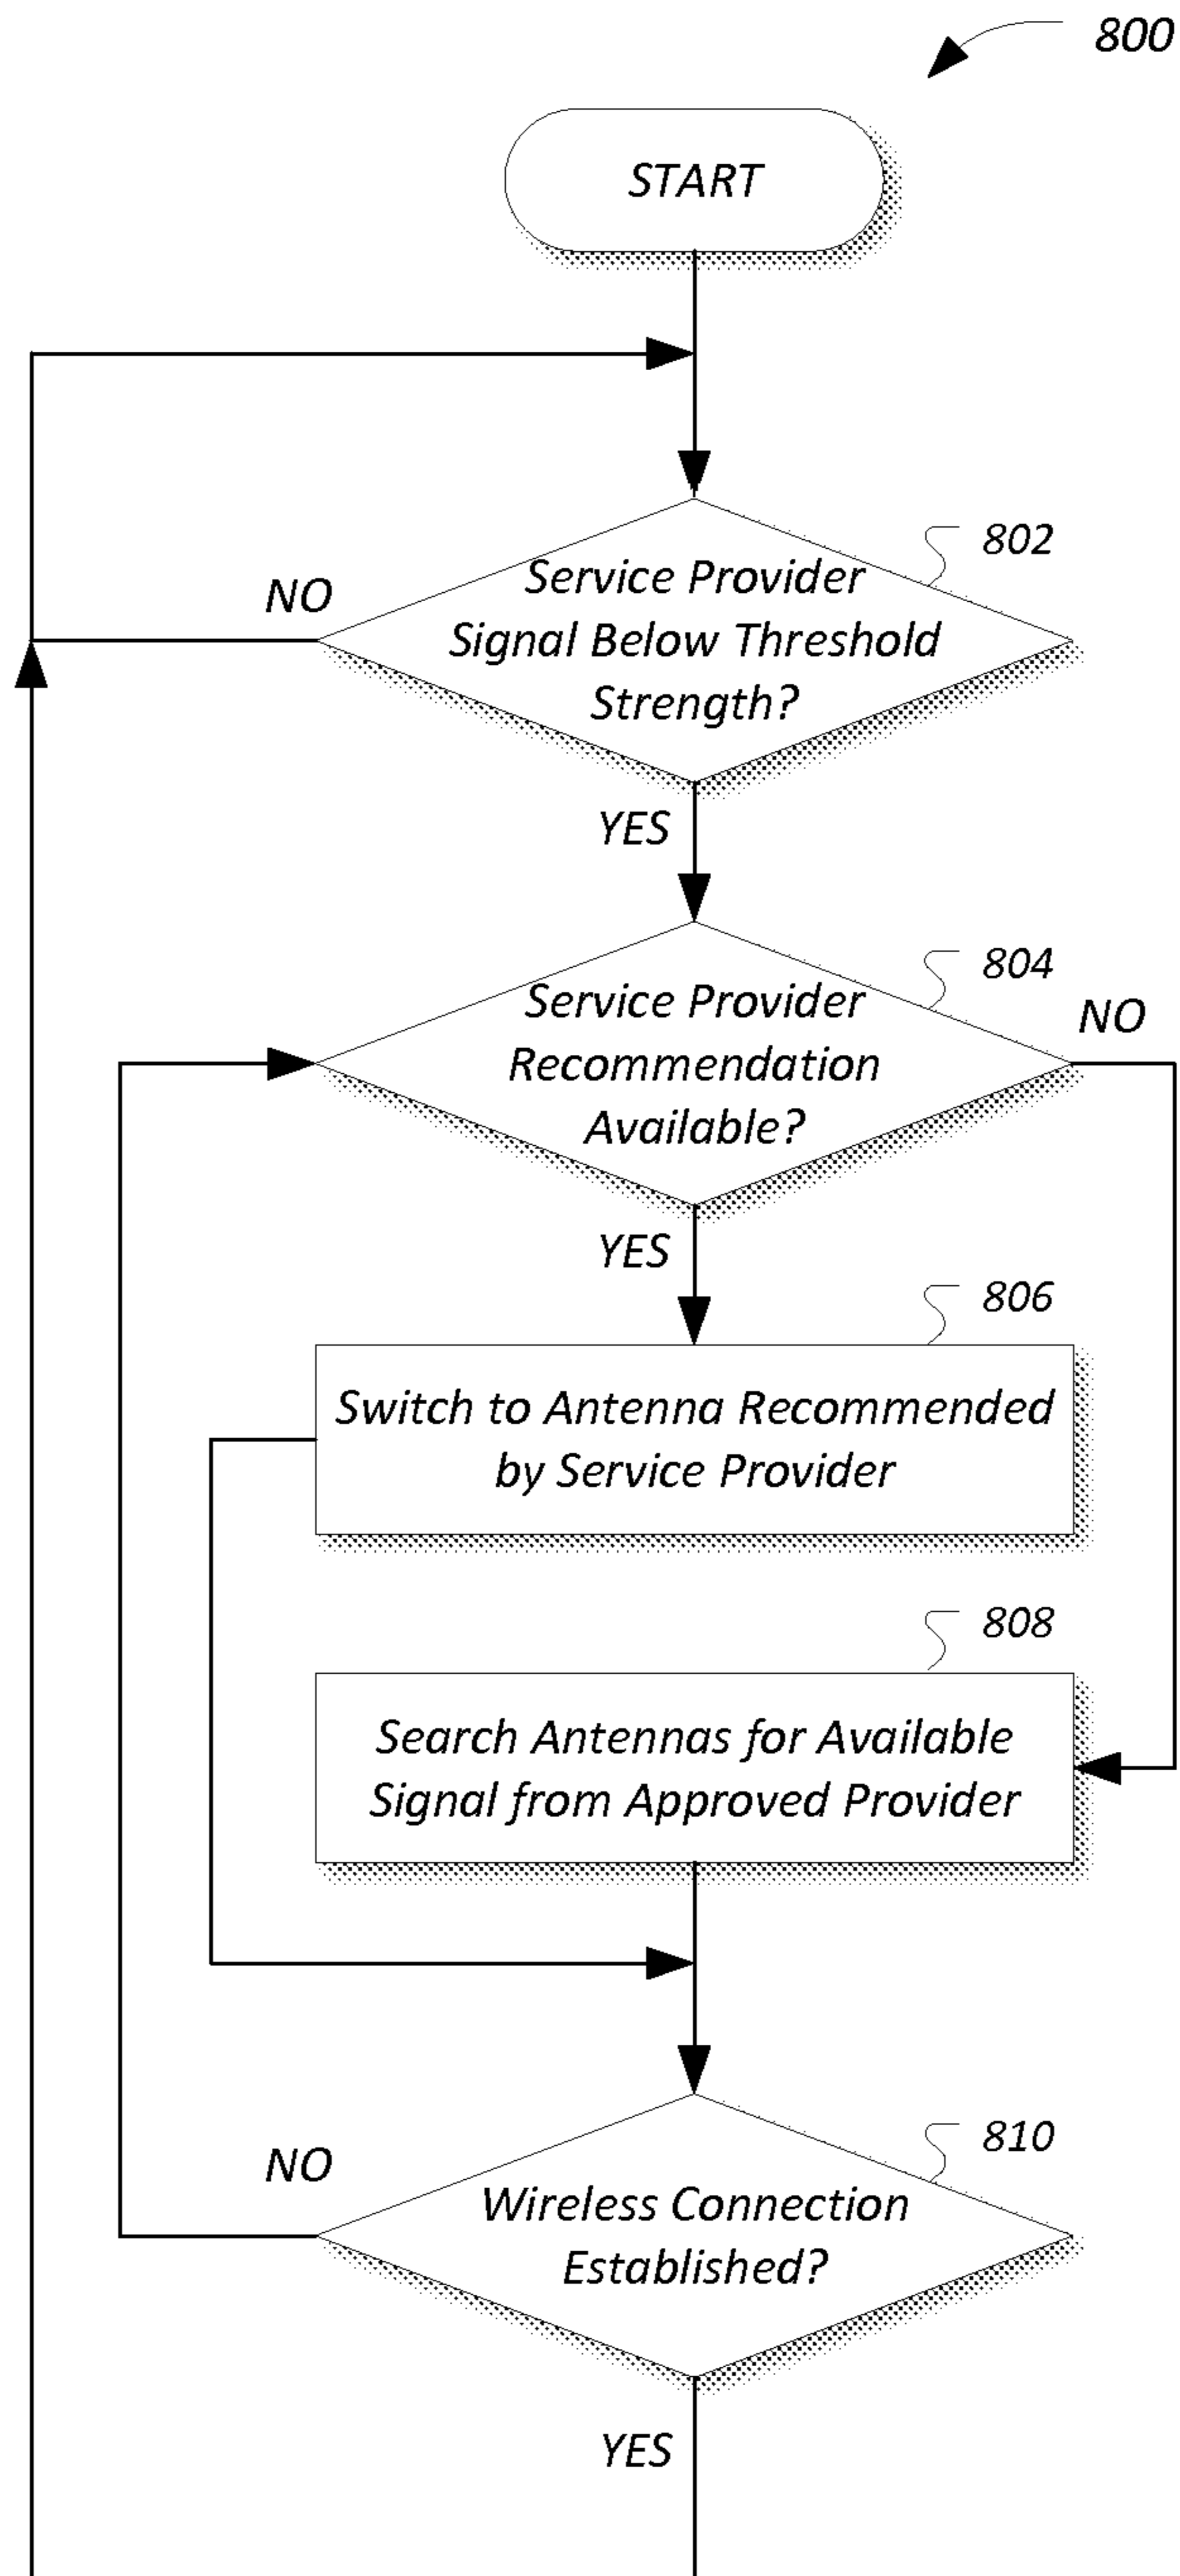 800
START
802
NO
Service Provider
Signal Below Threshold
Strength?
YES
804
NO
Service Provider
Recommendation
Available?
YES
806
Switch to Antenna Recommended
by Service Provider
808
Search Antennas for Available
Signal from Approved Provider
810
NO
Wireless Connection
Established?
YES